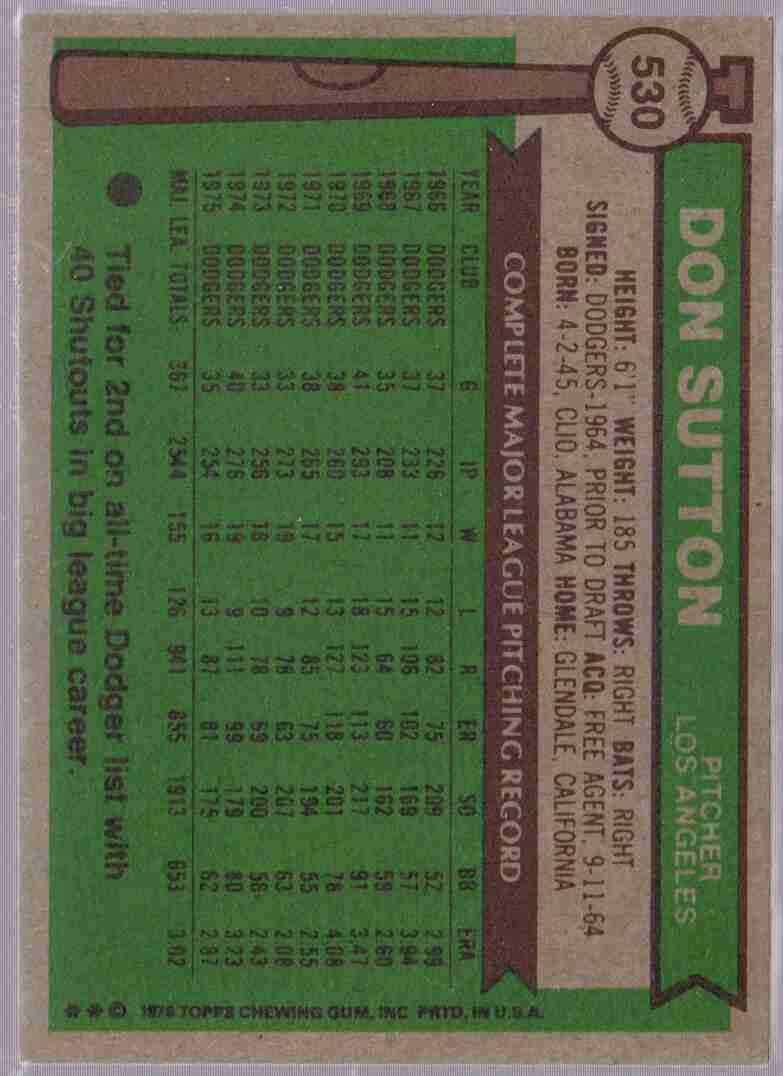 530
DON SUTTON
PITCHER
LOS ANGELES
HEIGHT: 6'1" WEIGHT: 185 THROWS: RIGHT BATS: RIGHT
SIGNED: DODGERS-1964, PRIOR TO DRAFT ACQ: FREE AGENT, 9-11-64
BORN: 4-2-45, CLIO, ALABAMA HOME: GLENDALE, CALIFORNIA
COMPLETE MAJOR LEAGUE PITCHING RECORD
YEAR CLUB G IP W L R ER SO BB ERA
1966 DODGERS 37 226 12 12 82 75 209 52 2.99
1967 DODGERS 37 233 11 15 106 102 169 57 3.94
1968 DODGERS 35 208 11 15 64 60 162 59 2.60
1969 DODGERS 41 293 17 18 123 113 217 91 3.47
1970 DODGERS 38 260 15 13 127 118 201 78 4.08
1971 DODGERS 38 265 17 12 85 75 194 55 2.55
1972 DODGERS 33 273 19 9 78 63 207 63 2.08
1973 DODGERS 33 256 18 10 78 69 200 56 2.43
1974 DODGERS 40 276 19 9 111 99 179 80 3.23
1975 DODGERS 35 254 16 13 87 81 175 62 2.87
MAJ. LEA. TOTALS 367 2544 155 126 941 855 1913 653 3.02
Tied for 2nd on all-time Dodger list with
40 Shutouts in big league career.
* * © 1976 TOPPS CHEWING GUM, INC PRTD. IN U.S.A.